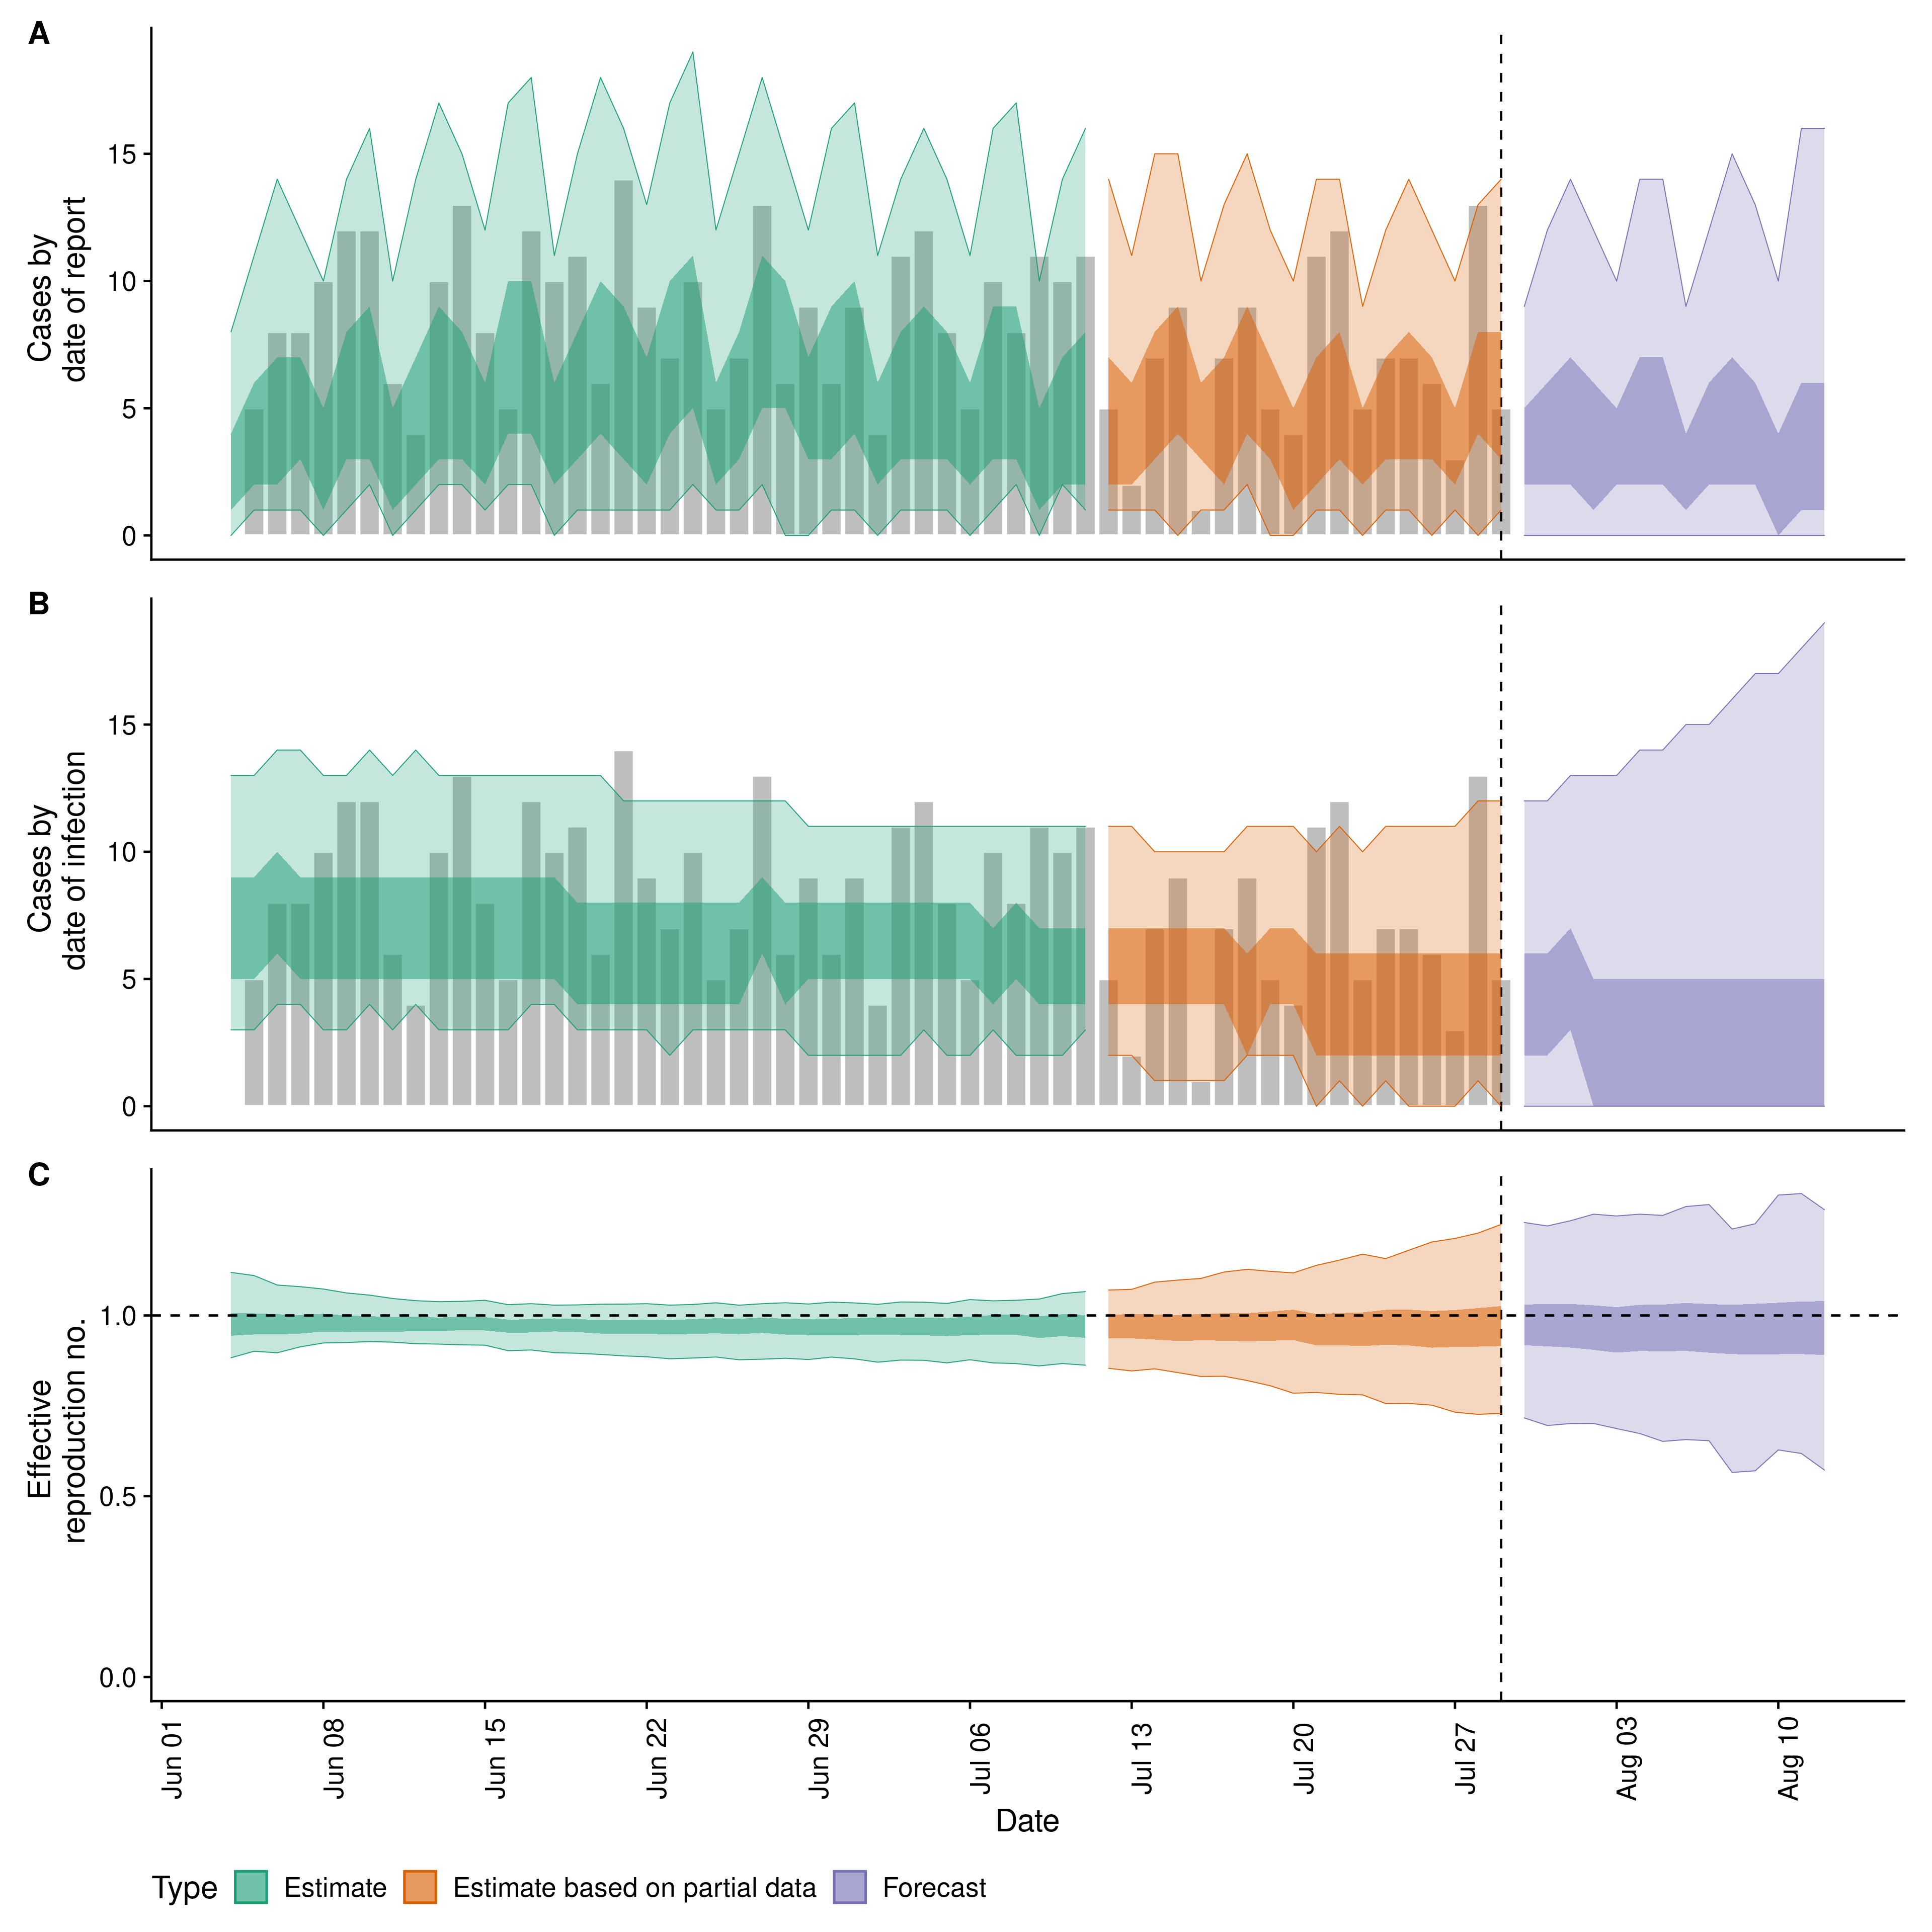 A
Cases by
date of report
15
10
5
0
B
Cases by
date of infection
15
10
5
0
C
Effective
reproduction no.
1.0
0.5
0.0
Jun 01
Jun 08
Jun 15
Jun 22
Jun 29
Jul 06
Jul 13
Jul 20
Jul 27
Aug 03
Aug 10
Date
Type Estimate Estimate based on partial data Forecast